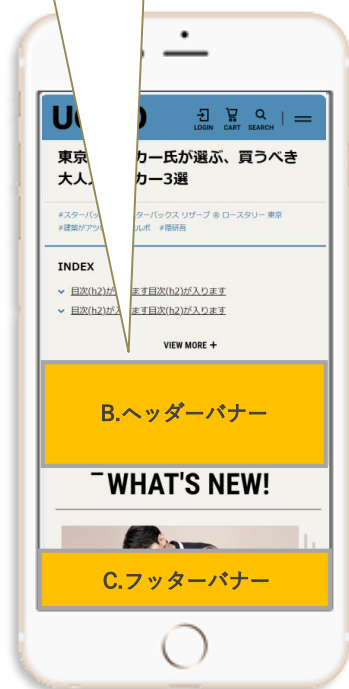 LOGIN CART SEARCH
東京 カー氏が選ぶ、買うべき
大人 カー3選
#スターバッ ターバックス リザーブ ® ロースタリー 東京
#建築がアツ ルポ #隈研吾
INDEX
目次(h2)が ます目次(h2)が入ります
目次(h2)が ます目次(h2)が入ります
VIEW MORE +
B.ヘッダーバナー
WHAT'S NEW!
C.フッターバナー